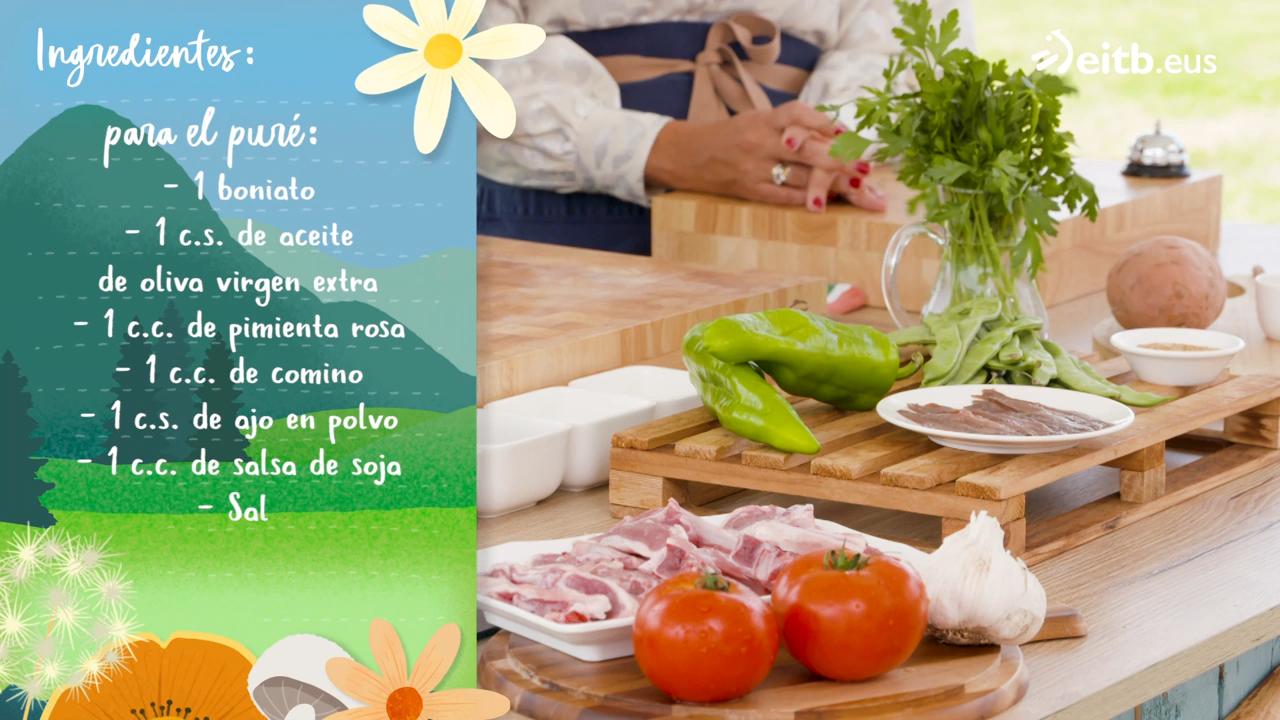 Ingredientes:
para el puré:
- 1 boniato
- 1 c.s. de aceite
de oliva virgen extra
- 1 c.c. de pimienta rosa
- 1 c.c. de comino
- 1 c.s. de ajo en polvo
- 1 c.c. de salsa de soja
- Sal
eitb.eus